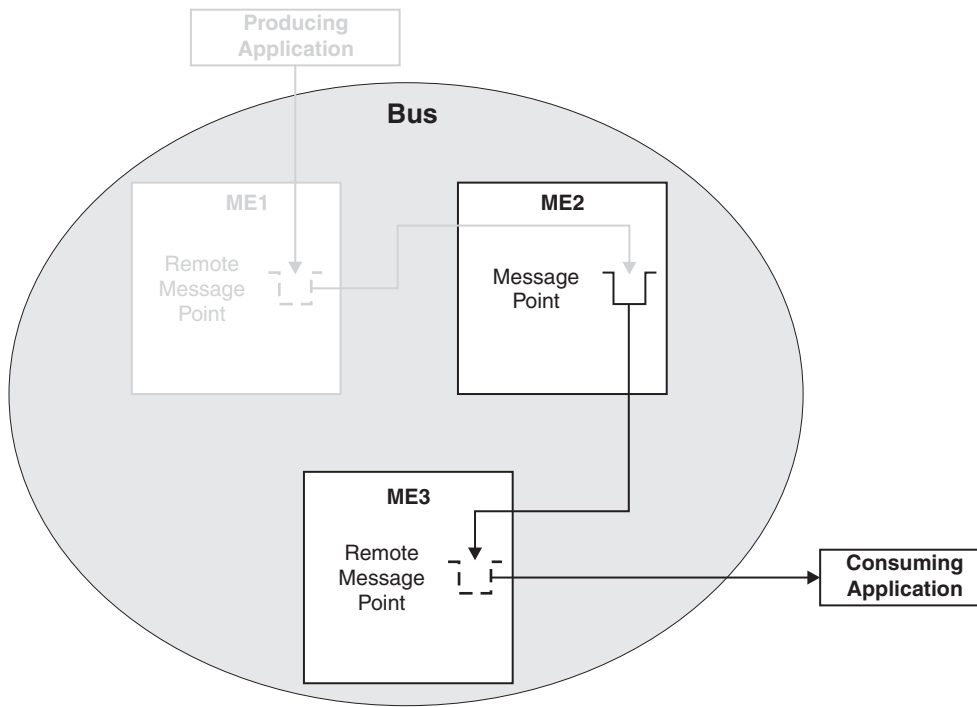 Producing
Application
Bus
ME1
Remote
Message
Point
ME2
Message
Point
ME3
Remote
Message
Point
Consuming
Application